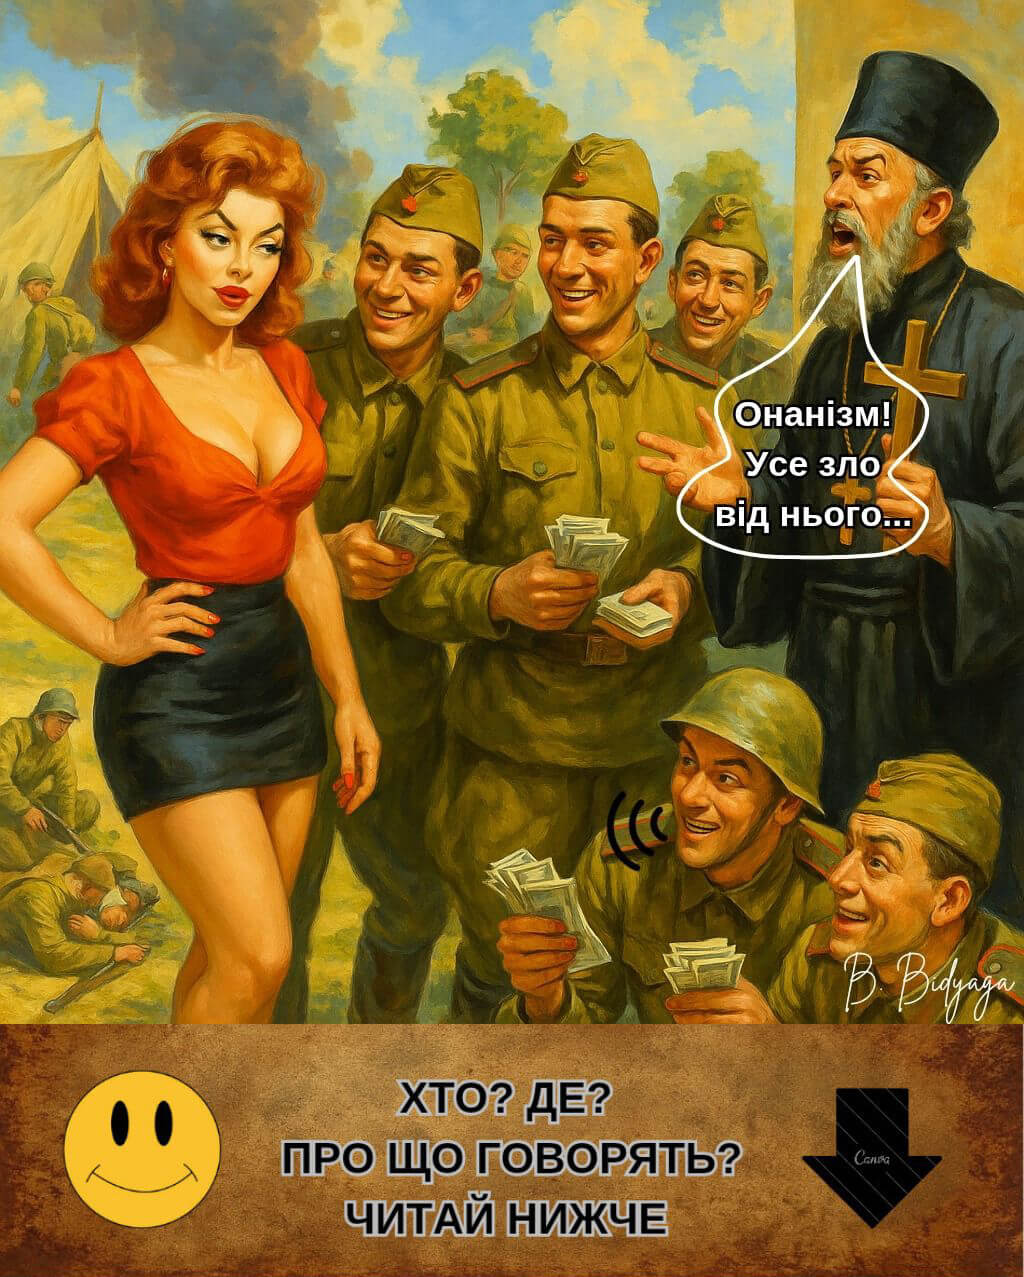 Онанізм!
Усе зло
від нього...
В. Bidyaga
ХТО? ДЕ?
ПРО ЩО ГОВОРЯТЬ?
ЧИТАЙ НИЖЧЕ
Canva